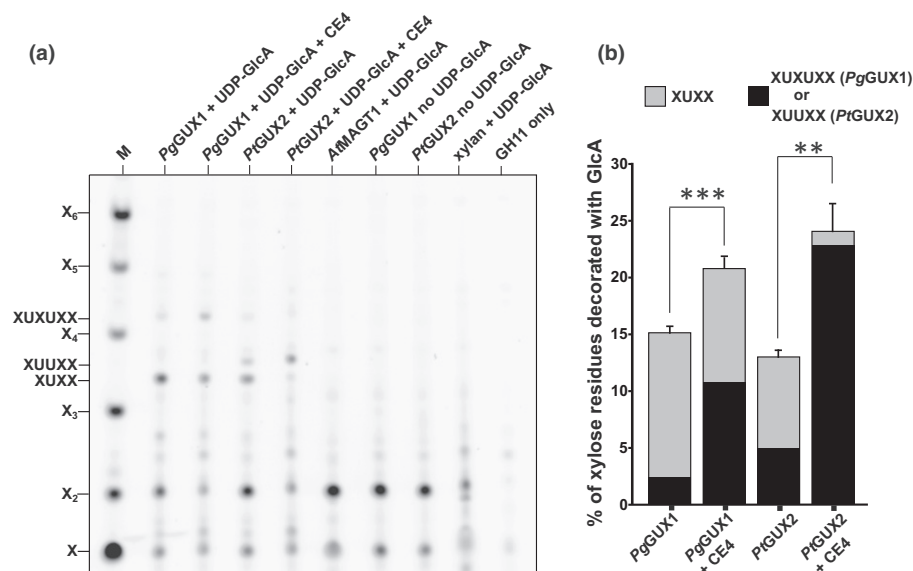 (a)
M
PgGUX1 + UDP-GlcA
PgGUX1 + UDP-GlcA + CE4
PtGUX2 + UDP-GlcA
PtGUX2 + UDP-GlcA + CE4
AtMAGT1 + UDP-GlcA
PgGUX1 no UDP-GlcA
PtGUX2 no UDP-GlcA
xylan + UDP-GlcA
GH11 only
X₆
X₅
XUXUXX
X₄
XUUXX
XUXX
X₃
X₂
X
(b)
XUXX
XUXUXX (PgGUX1)
or
XUUXX (PtGUX2)
% of xylose residues decorated with GlcA
30
25
20
15
10
5
0
***
**
PgGUX1
PgGUX1
+ CE4
PtGUX2
PtGUX2
+ CE4